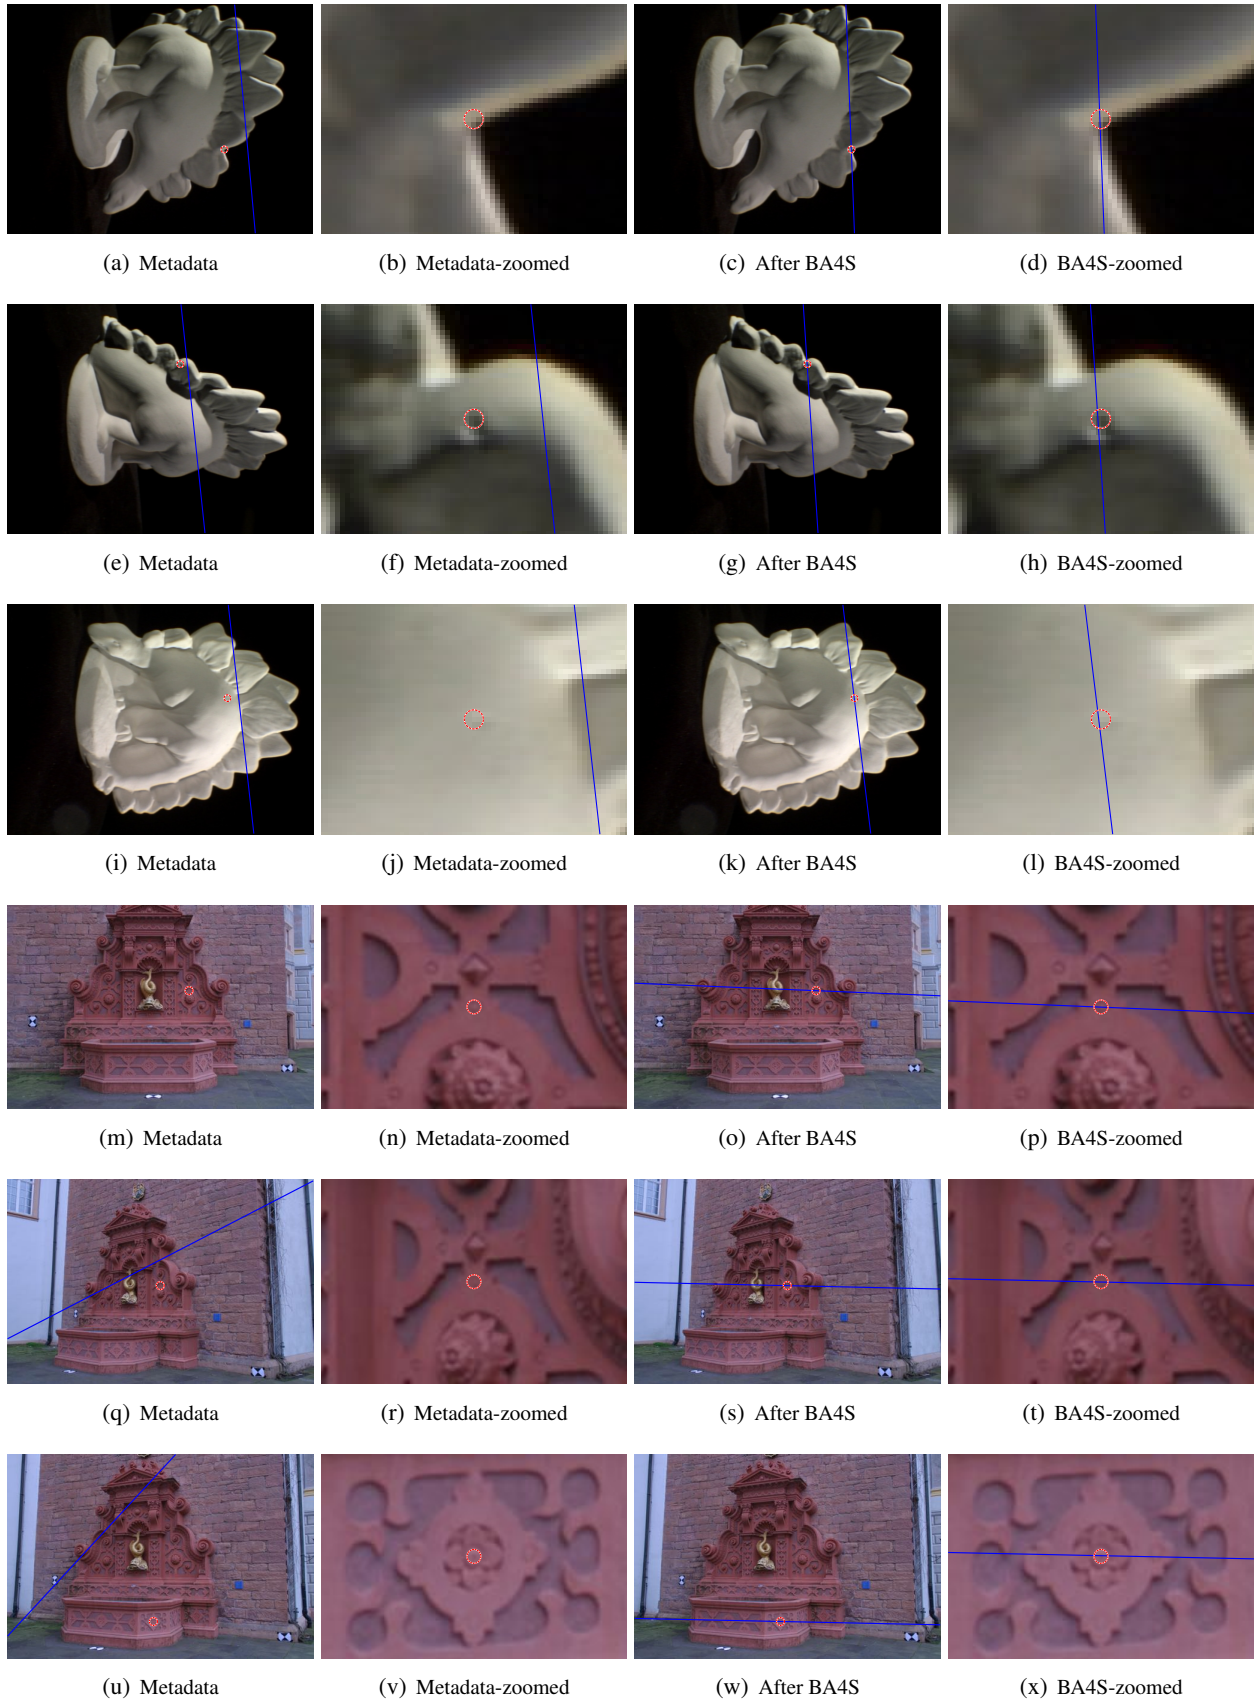 (a) Metadata
(b) Metadata-zoomed
(c) After BA4S
(d) BA4S-zoomed
(e) Metadata
(f) Metadata-zoomed
(g) After BA4S
(h) BA4S-zoomed
(i) Metadata
(j) Metadata-zoomed
(k) After BA4S
(l) BA4S-zoomed
(m) Metadata
(n) Metadata-zoomed
(o) After BA4S
(p) BA4S-zoomed
(q) Metadata
(r) Metadata-zoomed
(s) After BA4S
(t) BA4S-zoomed
(u) Metadata
(v) Metadata-zoomed
(w) After BA4S
(x) BA4S-zoomed